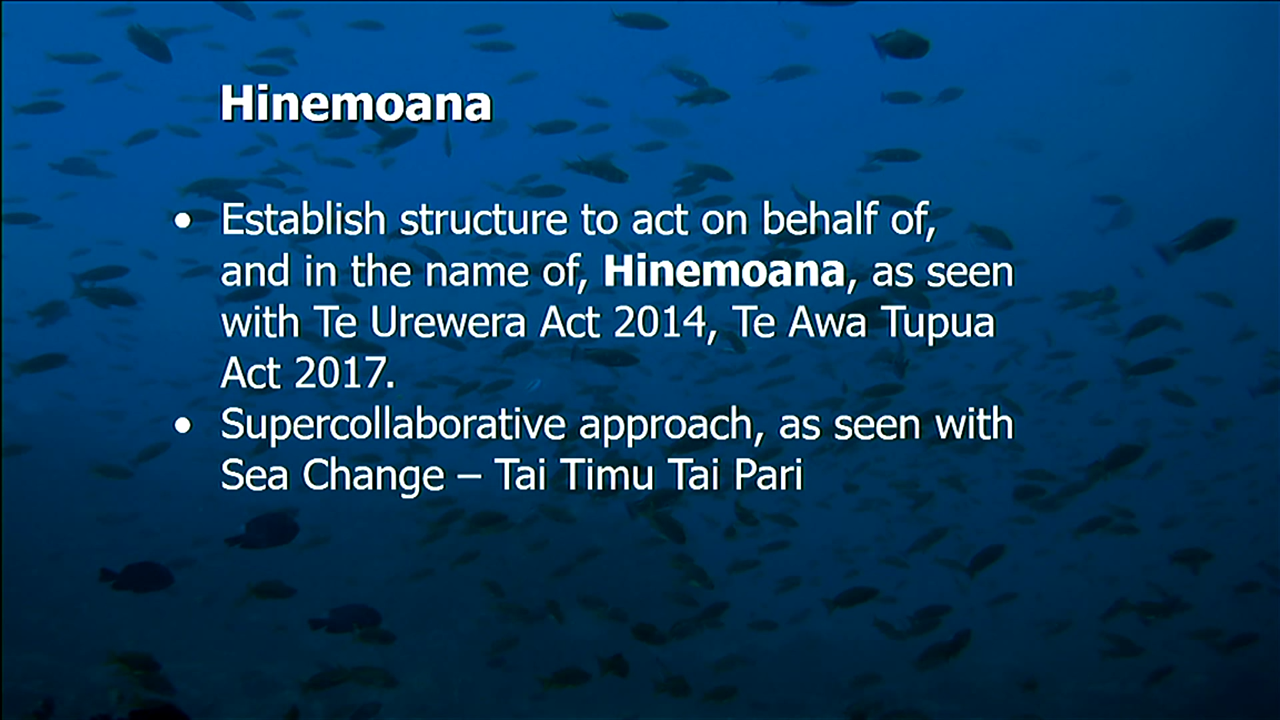 Hinemoana
• Establish structure to act on behalf of,
and in the name of, Hinemoana, as seen
with Te Urewera Act 2014, Te Awa Tupua
Act 2017.
• Supercollaborative approach, as seen with
Sea Change – Tai Timu Tai Pari